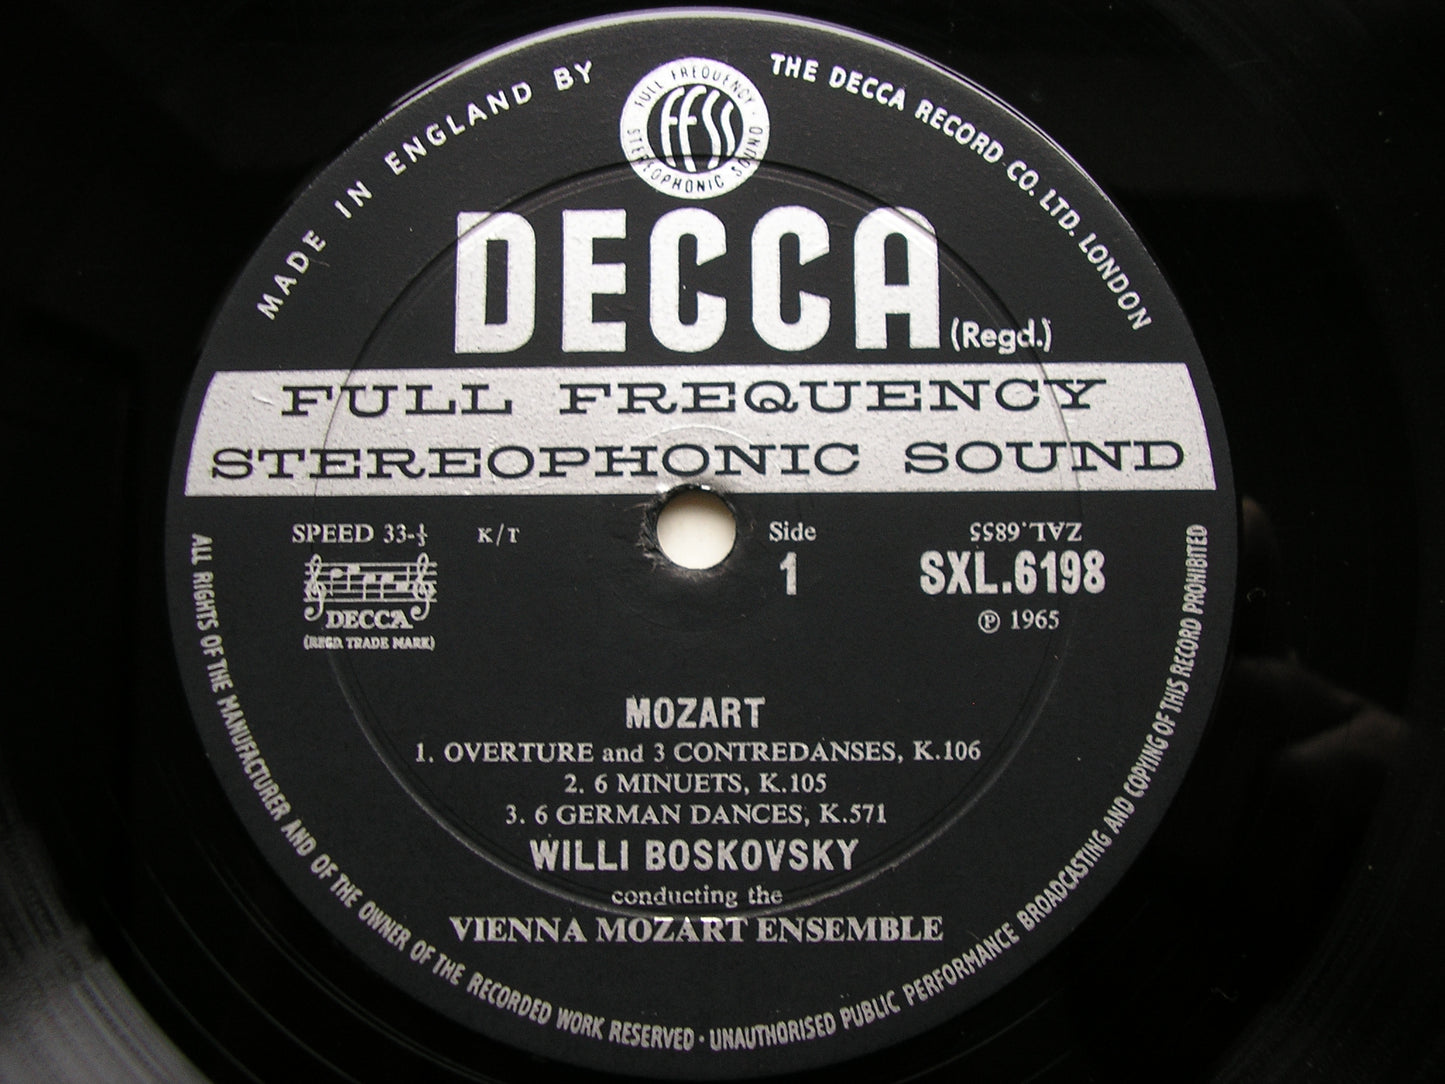 MADE IN ENGLAND BY
THE DECCA RECORD CO. LTD. LONDON
FULL FREQUENCY
FFSS
STEREOPHONIC SOUND
DECCA (Regd.)
FULL FREQUENCY
STEREOPHONIC SOUND
SPEED 33-⅓
K/T
Side
1
ZAL.6855
SXL.6198
℗ 1965
DECCA
(REGD. TRADE MARK)
MOZART
1. OVERTURE and 3 CONTREDANSES, K.106
2. 6 MINUETS, K.105
3. 6 GERMAN DANCES, K.571
WILLI BOSKOVSKY
conducting the
VIENNA MOZART ENSEMBLE
ALL RIGHTS OF THE MANUFACTURER AND OF THE OWNER OF THE RECORDED WORK RESERVED · UNAUTHORISED PUBLIC PERFORMANCE BROADCASTING AND COPYING OF THIS RECORD PROHIBITED